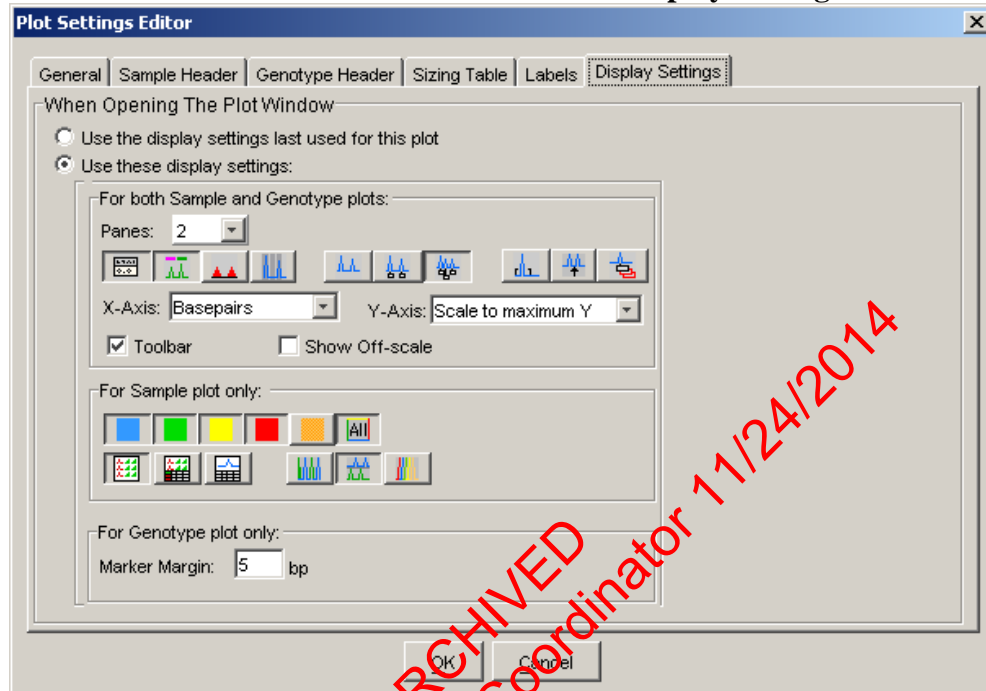 Plot Settings Editor
General Sample Header Genotype Header Sizing Table Labels Display Settings
When Opening The Plot Window
Use the display settings last used for this plot
Use these display settings:
For both Sample and Genotype plots:
Panes: 2
X-Axis: Basepairs Y-Axis: Scale to maximum Y
Toolbar Show Off-scale
For Sample plot only:
All
For Genotype plot only:
Marker Margin: 5 bp
OK Cancel
RCHIVED
oordinator 11/24/2014